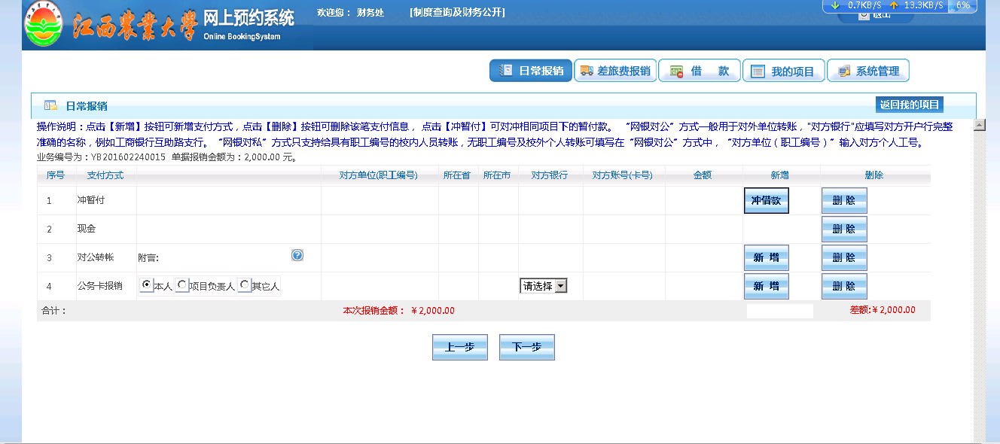 0.7KB/S 13.3KB/S 6%
江西农业大学 网上预约系统
Online BookingSystem
欢迎您： 财务处 [制度查询及财务公开]
退出
日常报销 差旅费报销 借 款 我的项目 系统管理
日常报销 返回我的项目
操作说明：点击【新增】按钮可新增支付方式，点击【删除】按钮可删除该笔支付信息， 点击【冲暂付】可对冲相同项目下的暂付款。 “网银对公”方式一般用于对外单位转账，"对方银行"应填写对方开户行完整
准确的名称，例如工商银行互助路支行。“网银对私”方式只支持给具有职工编号的校内人员转账，无职工编号及校外个人转账可填写在“网银对公”方式中，“对方单位（职工编号）”输入对方个人工号。
业务编号为：YB201602240015 单据报销金额为：2,000.00 元。
序号 支付方式 对方单位(职工编号) 所在省 所在市 对方银行 对方账号(卡号) 金额 新增 删除
1 冲暂付 冲借款 删 除
2 现金 删 除
3 对公转帐 附言: 新 增 删 除
4 公务卡报销 本人 项目负责人 其它人 请选择 新 增 删 除
合计： 本次报销金额： ￥2,000.00 差额:￥2,000.00
上一步 下一步